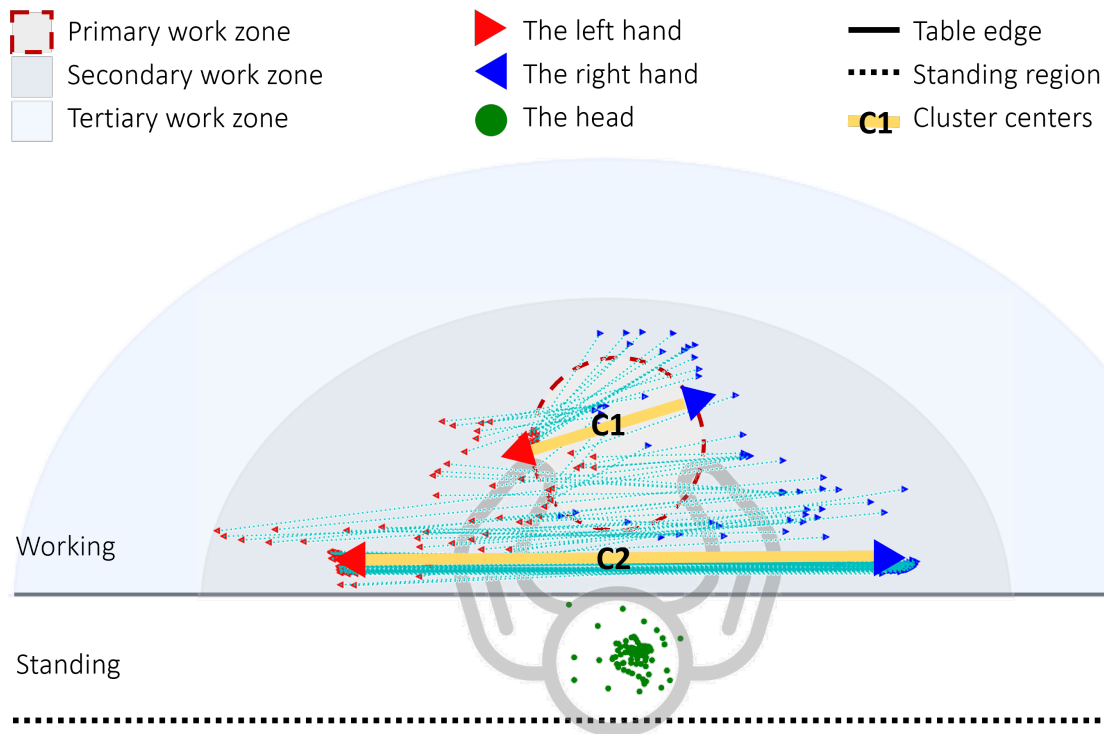 Primary work zone
The left hand
Table edge
Secondary work zone
The right hand
Standing region
Tertiary work zone
The head
C1
Cluster centers
C1
Working
C2
Standing